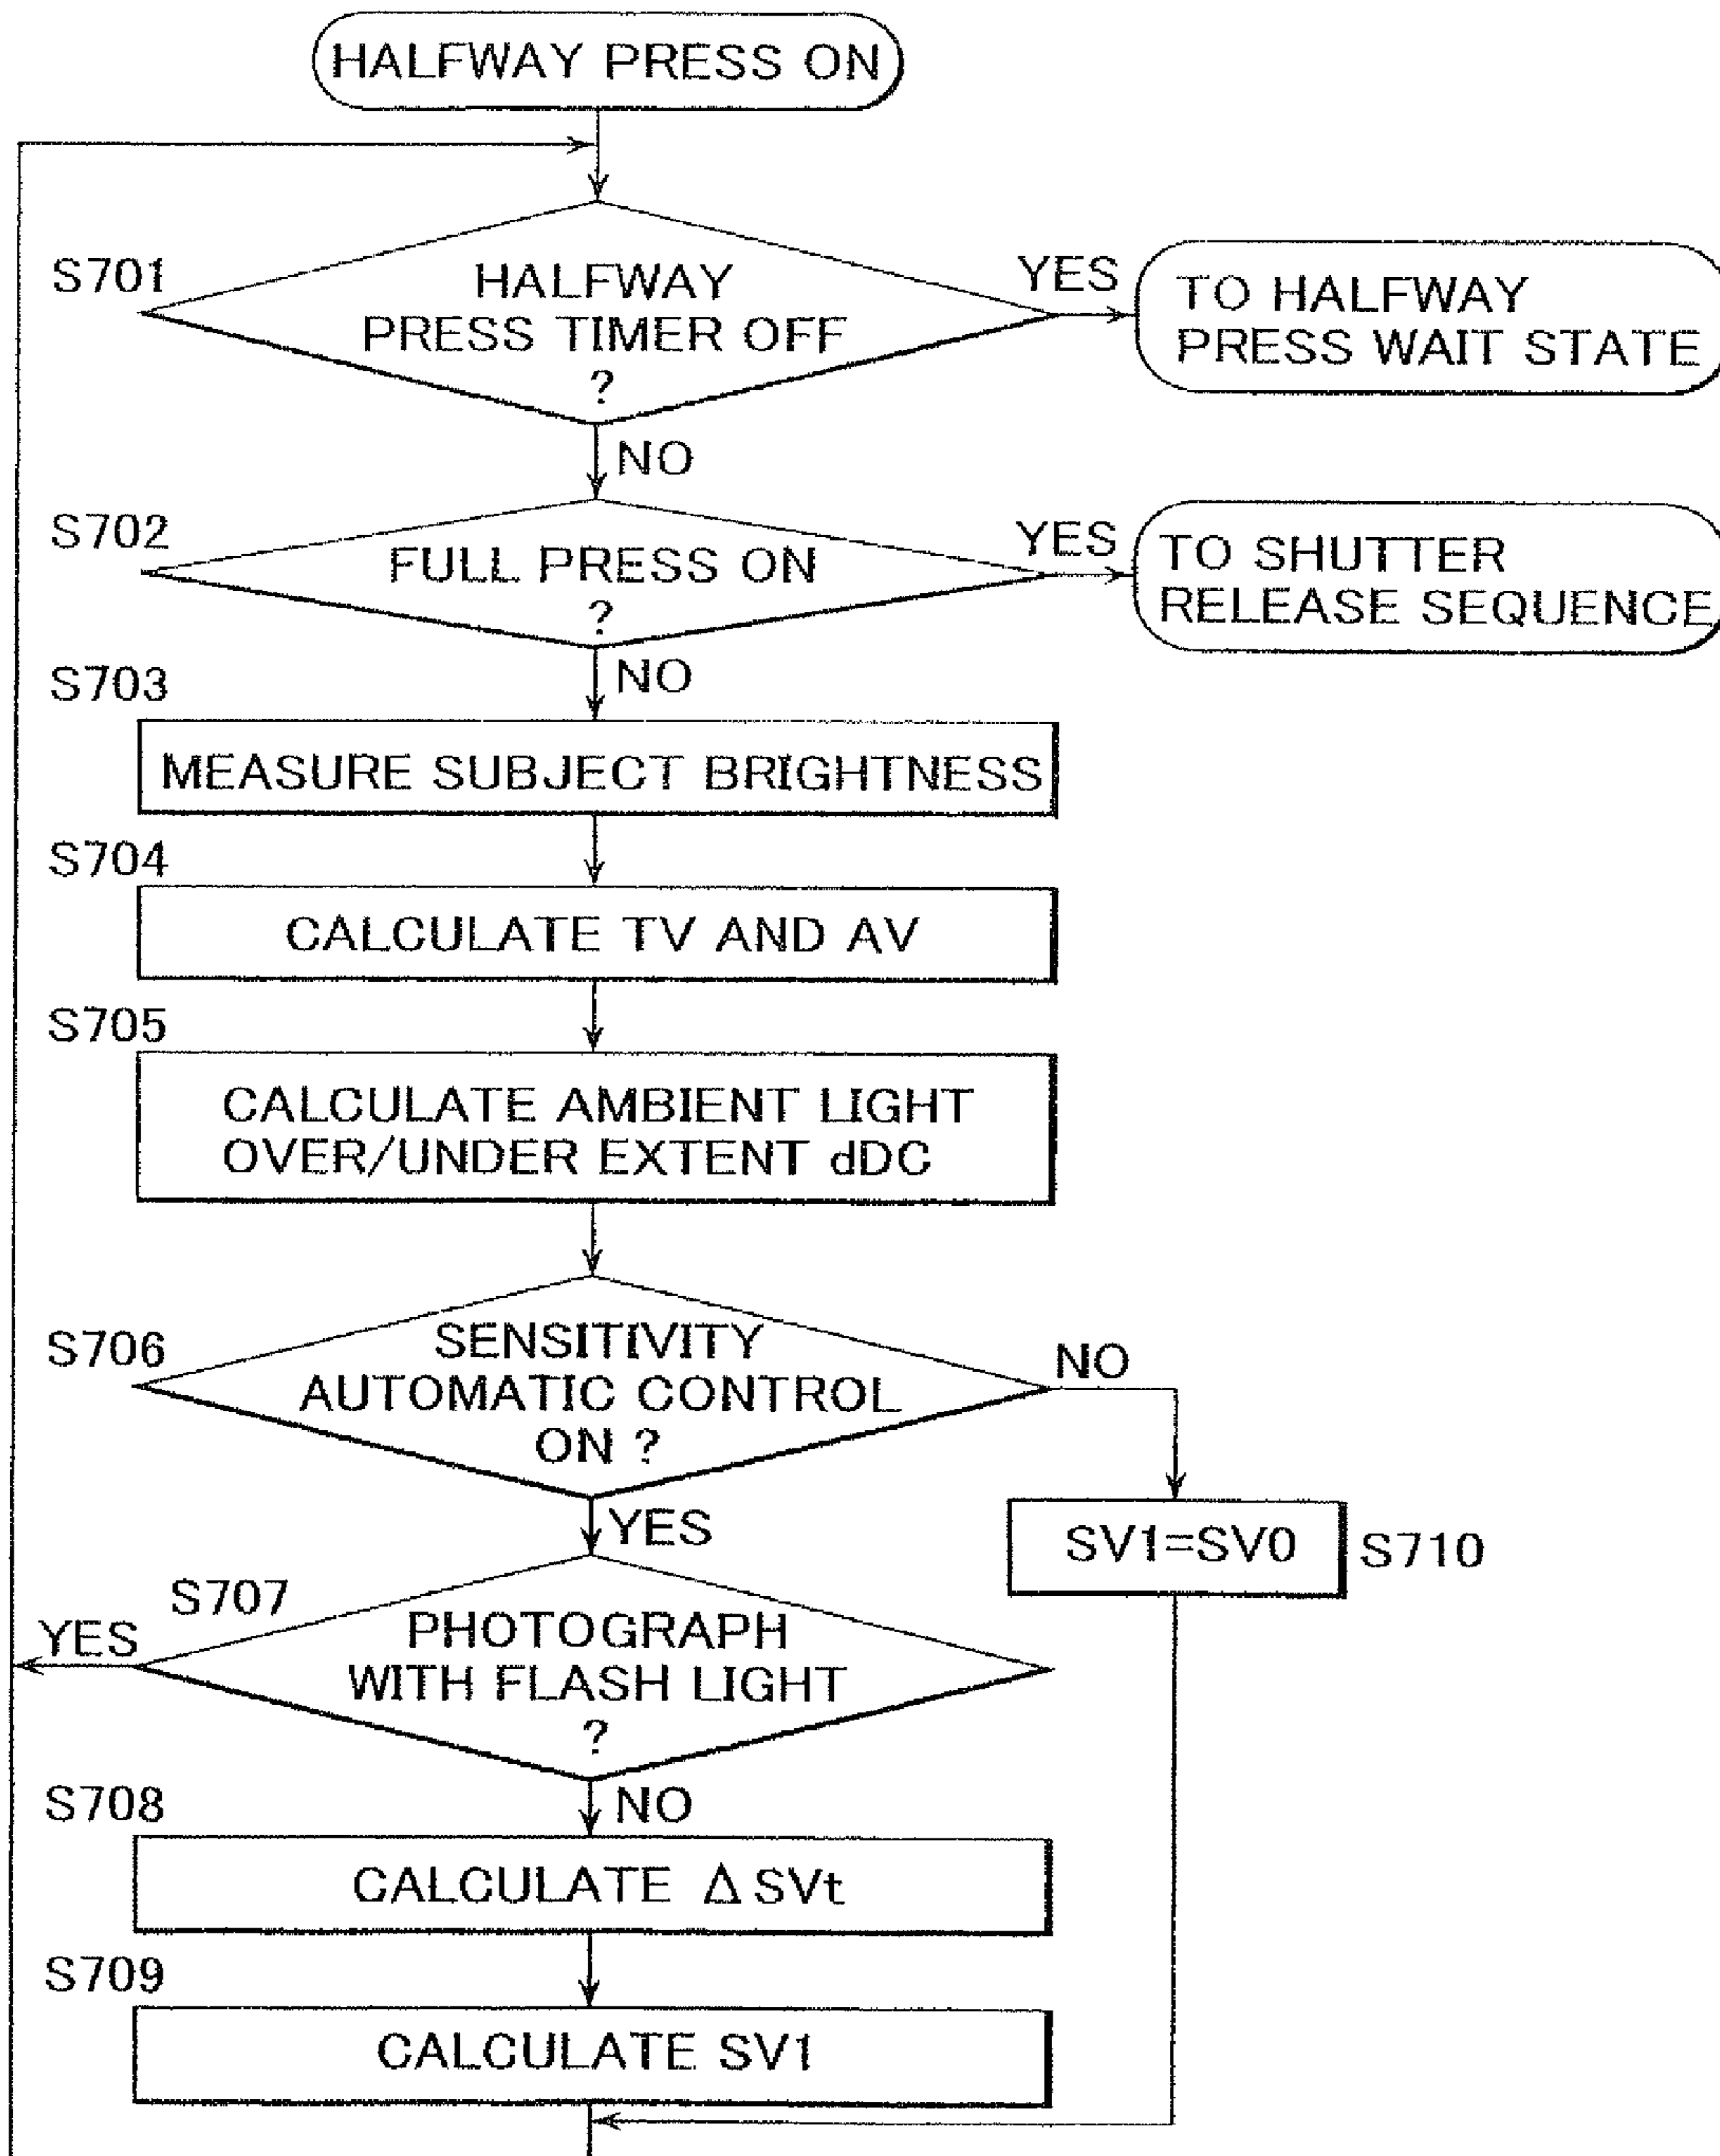 HALFWAY PRESS ON
S701
HALFWAY
PRESS TIMER OFF
?
YES
TO HALFWAY
PRESS WAIT STATE
NO
S702
FULL PRESS ON
?
YES
TO SHUTTER
RELEASE SEQUENCE
NO
S703
MEASURE SUBJECT BRIGHTNESS
S704
CALCULATE TV AND AV
S705
CALCULATE AMBIENT LIGHT
OVER/UNDER EXTENT dDC
S706
SENSITIVITY
AUTOMATIC CONTROL
ON ?
NO
YES
SV1=SV0
S710
S707
YES
PHOTOGRAPH
WITH FLASH LIGHT
?
NO
S708
CALCULATE Δ SVt
S709
CALCULATE SV1